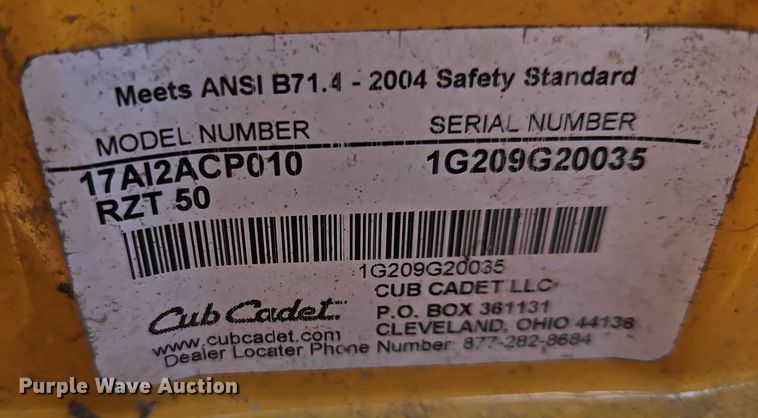 Meets ANSI B71.4 - 2004 Safety Standard
MODEL NUMBER SERIAL NUMBER
17AI2ACP010 1G209G20035
RZT 50
1G209G20035
Cub Cadet
CUB CADET LLC
P.O. BOX 361131
www.cubcadet.com
CLEVELAND, OHIO 44136
Dealer Locater Phone Number: 877-282-8684
Purple Wave Auction